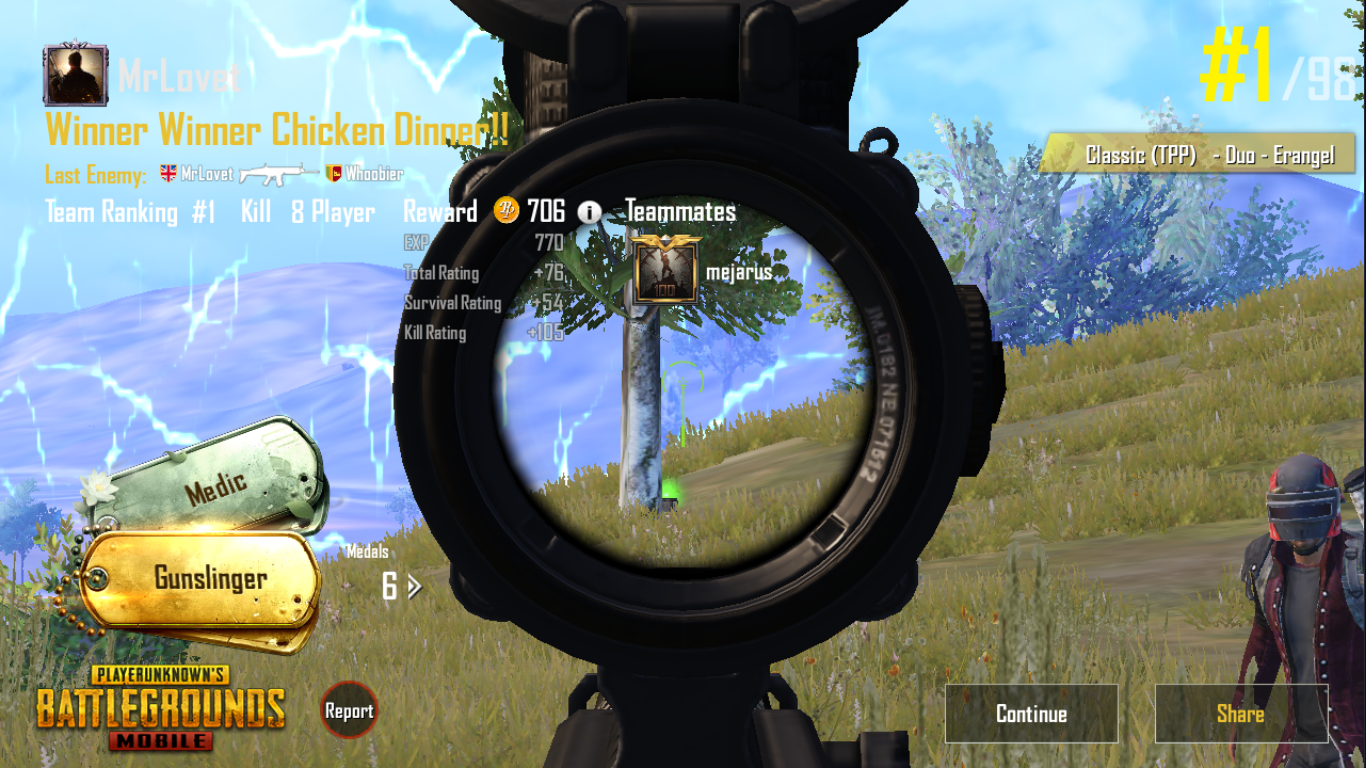 MrLovet
#1 /98
Winner Winner Chicken Dinner!!
Classic (TPP) - Duo - Erangel
Last Enemy: MrLovet Whoobier
Team Ranking #1 Kill 8 Player Reward 706 i Teammates
EXP 770
100 mejarus
Total Rating +76
Survival Rating +54
Kill Rating +105
Medic
Gunslinger
Medals
6
PLAYERUNKNOWN'S
BATTLEGROUNDS
MOBILE
Report
Continue
Share